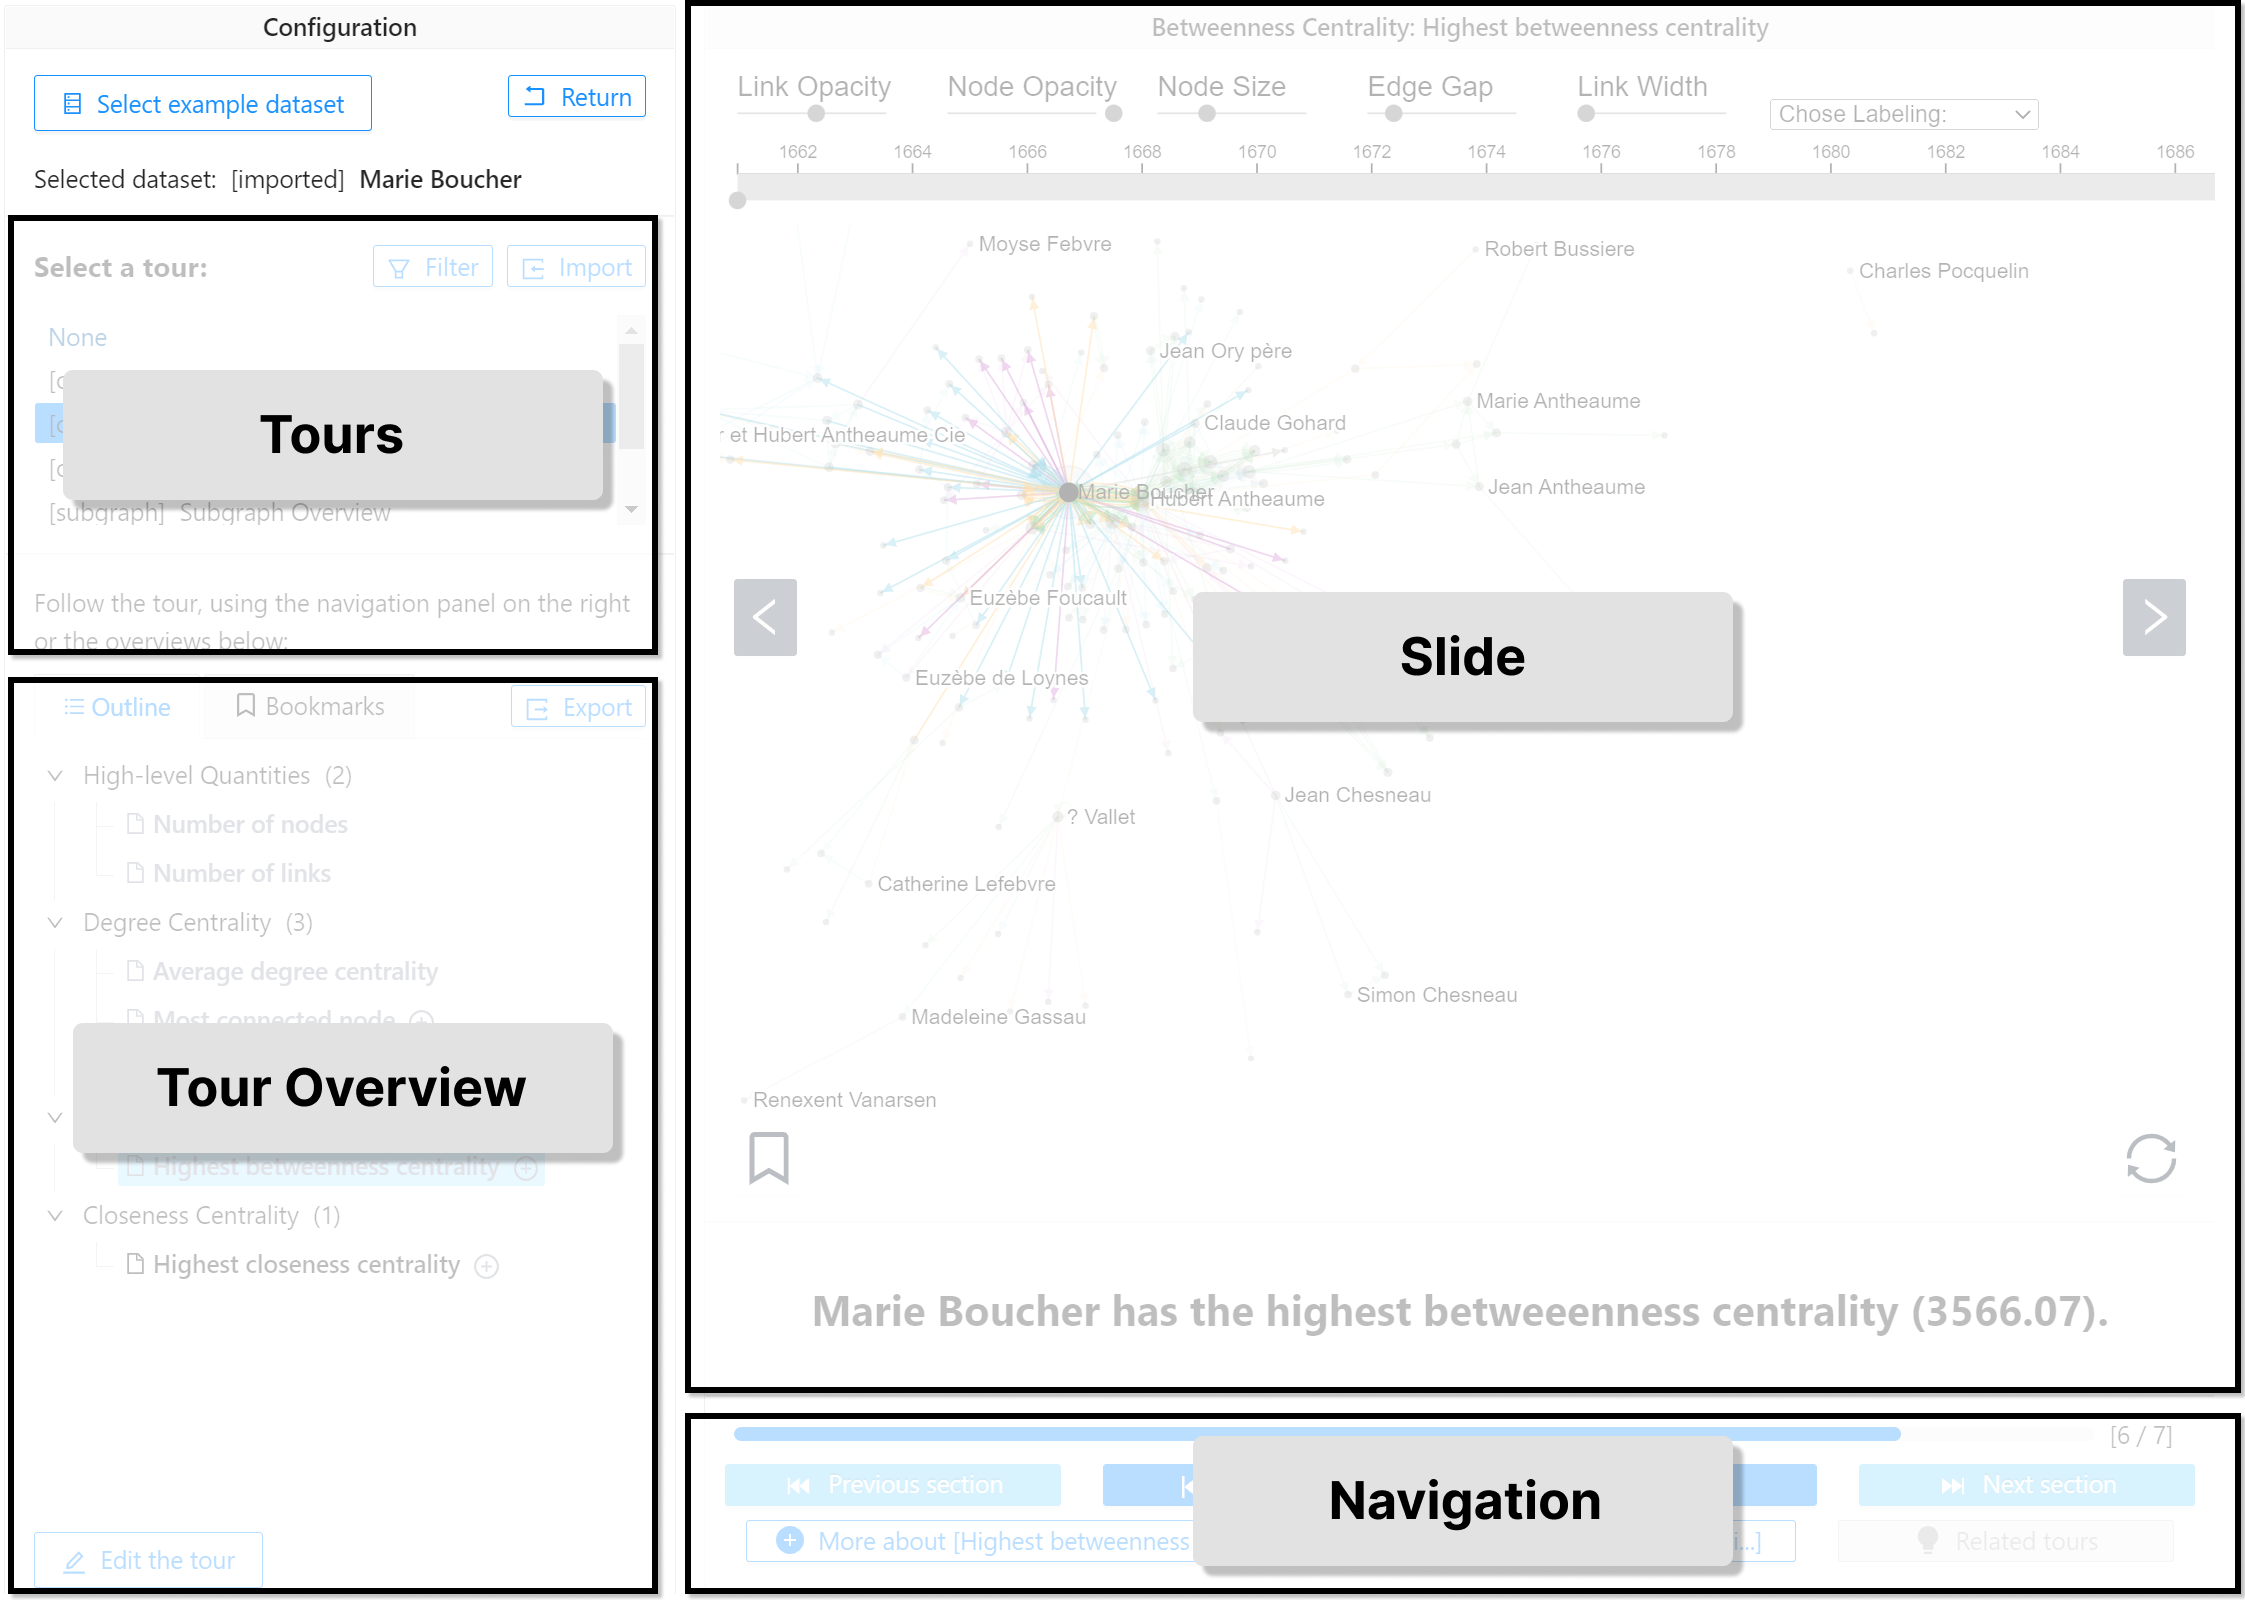 Configuration
Select example dataset
Return
Selected dataset: [imported] Marie Boucher
Select a tour:
Filter
Import
None
Tours
[subgraph] Subgraph Overview
Follow the tour, using the navigation panel on the right
or the overviews below:
Outline
Bookmarks
Export
High-level Quantities (2)
Number of nodes
Number of links
Degree Centrality (3)
Average degree centrality
Most connected node
Tour Overview
Highest betweenness centrality
Closeness Centrality (1)
Highest closeness centrality
Edit the tour
Betweenness Centrality: Highest betweenness centrality
Link Opacity
Node Opacity
Node Size
Edge Gap
Link Width
Chose Labeling:
1662 1664 1666 1668 1670 1672 1674 1676 1678 1680 1682 1684 1686
Moyse Febvre
Robert Bussiere
Charles Pocquelin
Jean Ory père
Marie Antheaume
Claude Gohard
r et Hubert Antheaume Cie
Marie Boucher
Hubert Antheaume
Jean Antheaume
Euzèbe Foucault
Slide
Euzèbe de Loynes
Jean Chesneau
? Vallet
Catherine Lefebvre
Simon Chesneau
Madeleine Gassau
Renexent Vanarsen
Marie Boucher has the highest betweeenness centrality (3566.07).
[6 / 7]
Previous section
Navigation
Next section
More about [Highest betweenness
i...]
Related tours